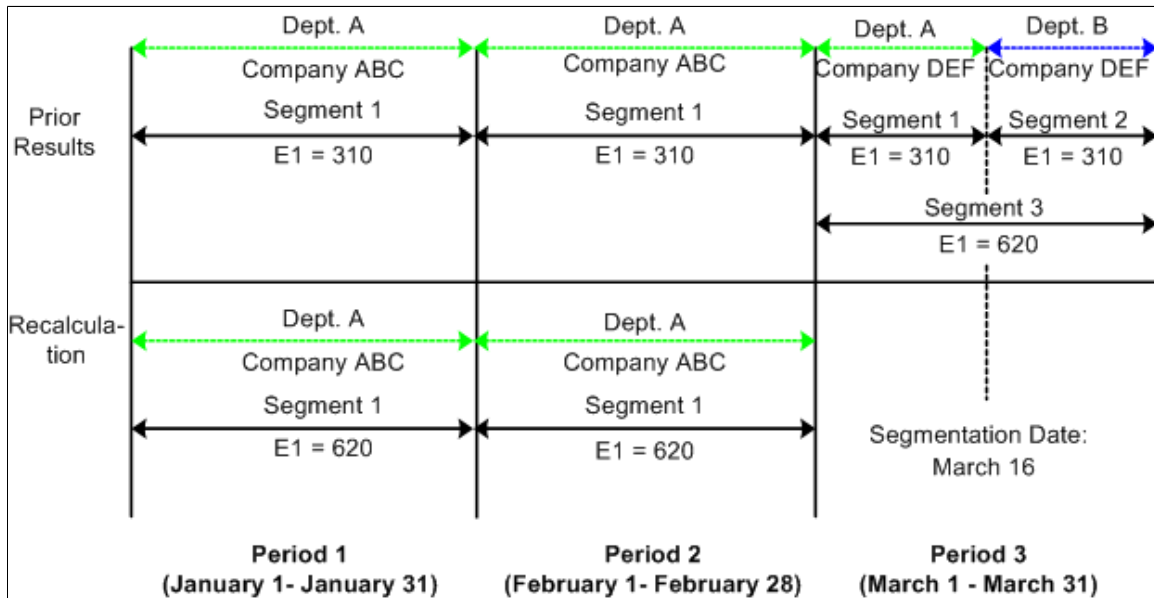 Dept. A
Dept. A
Dept. A
Dept. B
Company ABC
Company ABC
Company DEF
Company DEF
Prior
Results
Segment 1
Segment 1
Segment 1
Segment 2
E1 = 310
E1 = 310
E1 = 310
E1 = 310
Segment 3
E1 = 620
Recalcula-
tion
Dept. A
Dept. A
Company ABC
Company ABC
Segment 1
Segment 1
E1 = 620
E1 = 620
Segmentation Date:
March 16
Period 1
(January 1- January 31)
Period 2
(February 1- February 28)
Period 3
(March 1 - March 31)